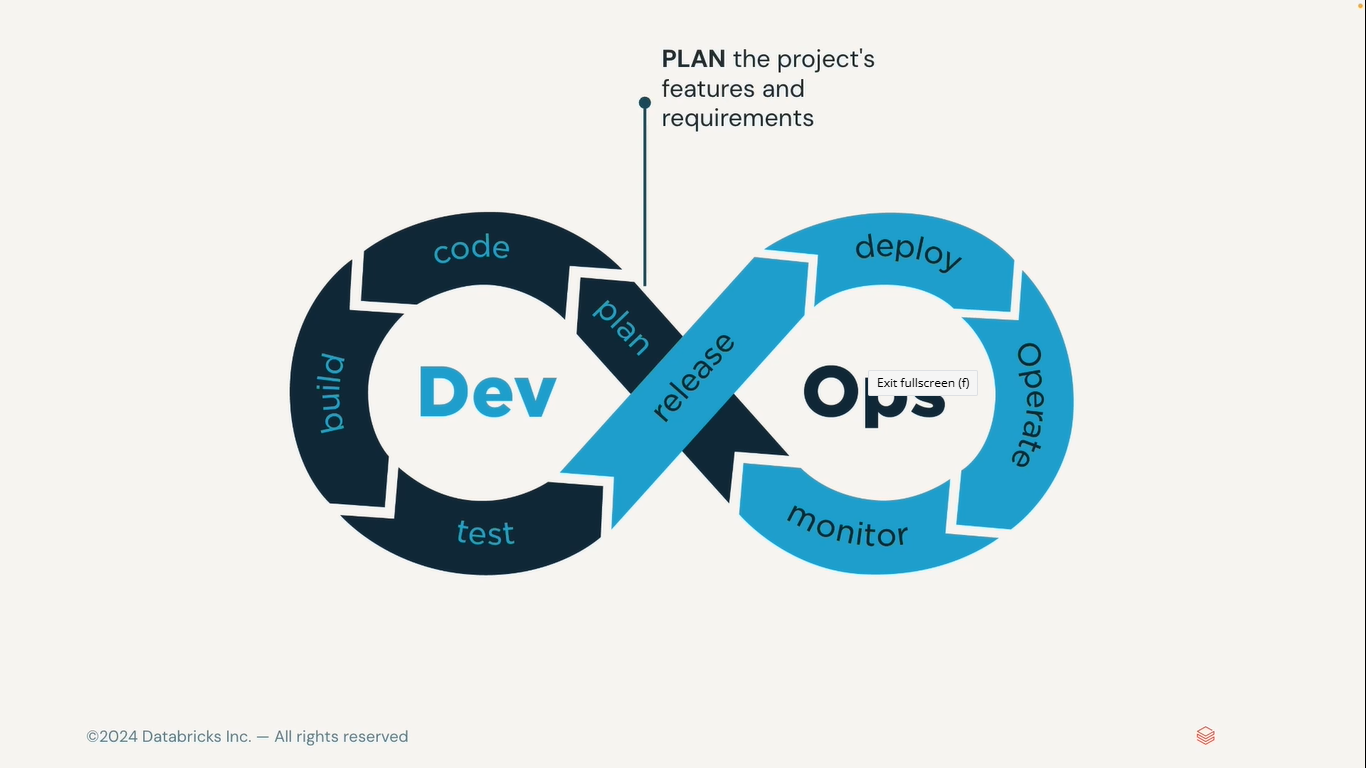 PLAN the project's
features and
requirements
code
deploy
plan
release
build
Dev
Ops
Exit fullscreen (f)
Operate
test
monitor
©2024 Databricks Inc. — All rights reserved